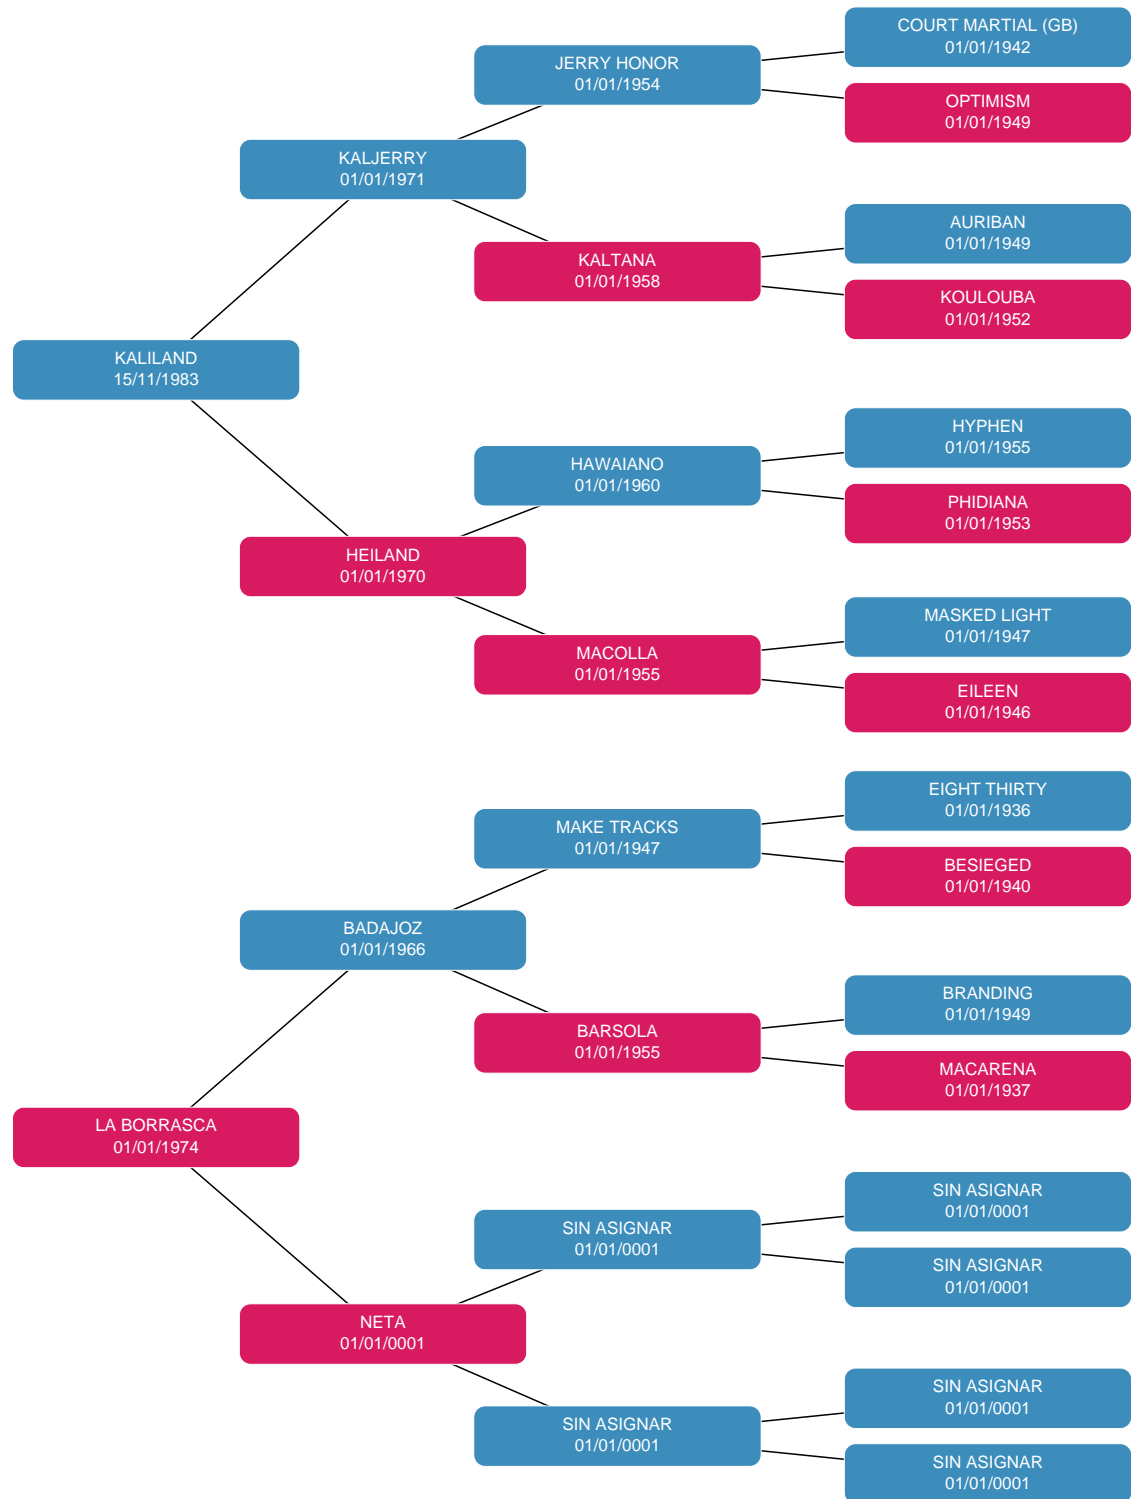 COURT MARTIAL (GB)
01/01/1942
JERRY HONOR
01/01/1954
OPTIMISM
01/01/1949
KALJERRY
01/01/1971
AURIBAN
01/01/1949
KALTANA
01/01/1958
KOULOUBA
01/01/1952
KALILAND
15/11/1983
HYPHEN
01/01/1955
HAWAIANO
01/01/1960
PHIDIANA
01/01/1953
HEILAND
01/01/1970
MASKED LIGHT
01/01/1947
MACOLLA
01/01/1955
EILEEN
01/01/1946
EIGHT THIRTY
01/01/1936
MAKE TRACKS
01/01/1947
BESIEGED
01/01/1940
BADAJOZ
01/01/1966
BRANDING
01/01/1949
BARSOLA
01/01/1955
MACARENA
01/01/1937
LA BORRASCA
01/01/1974
SIN ASIGNAR
01/01/0001
SIN ASIGNAR
01/01/0001
SIN ASIGNAR
01/01/0001
NETA
01/01/0001
SIN ASIGNAR
01/01/0001
SIN ASIGNAR
01/01/0001
SIN ASIGNAR
01/01/0001